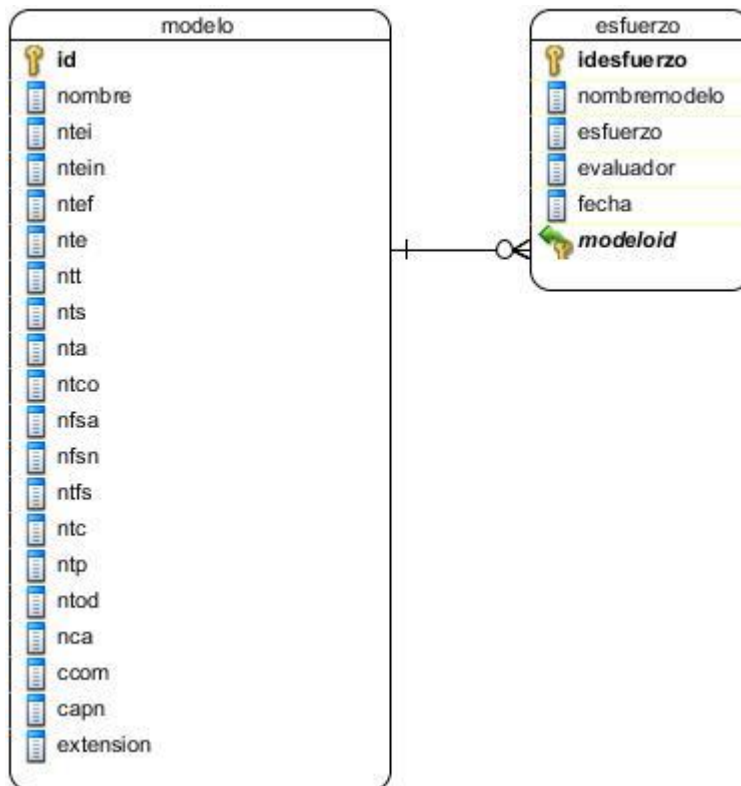 modelo
id
nombre
ntei
ntein
ntef
nte
ntt
nts
nta
ntco
nfsa
nfsn
ntfs
ntc
ntp
ntod
nca
ccom
capn
extension
esfuerzo
idesfuerzo
nombremodelo
esfuerzo
evaluador
fecha
modeloid